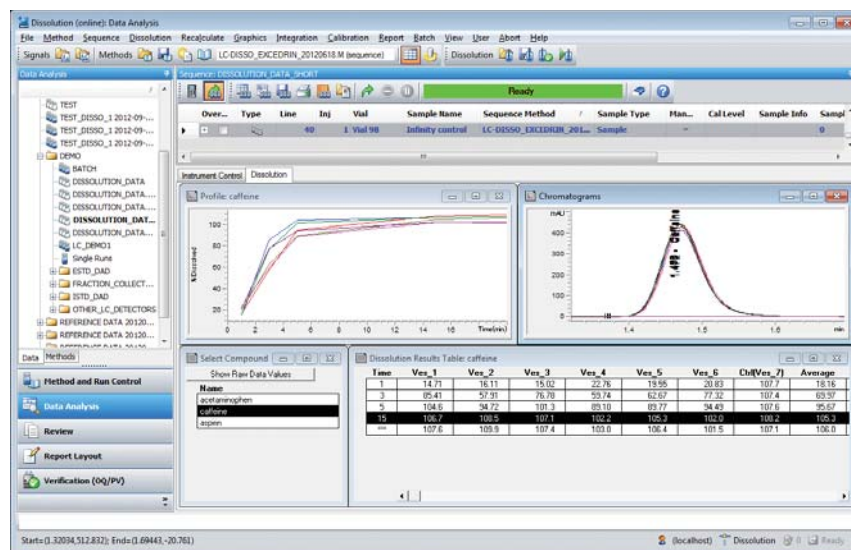 Dissolution (online): Data Analysis
File Method Sequence Dissolution Recalculate Graphics Integration Calibration Report Batch View User Abort Help
Signals Methods LC-DISSO_EXCEDRIN_20120618.M (sequence) Dissolution
Data Analysis
Sequence: DISSOLUTION_DATA_SHORT
Ready
TEST
TEST_DISSO_1 2012-09-...
TEST_DISSO_1 2012-09-...
TEST_DISSO_1 2012-09-...
DEMO
BATCH
DISSOLUTION_DATA
DISSOLUTION_DATA....
DISSOLUTION_DATA....
DISSOLUTION_DAT...
DISSOLUTION_DATA...
LC_DEMO1
Single Runs
ESTD_DAD
FRACTION_COLLECT...
ISTD_DAD
OTHER_LC_DETECTORS
REFERENCE DATA 20120...
REFERENCE DATA 20120...
Data Methods
Method and Run Control
Data Analysis
Review
Report Layout
Verification (OQ/PV)
Over... Type Line Inj Vial Sample Name Sequence Method / Sample Type Man... Cal Level Sample Info Sampl
40 1 Vial 98 Infinity control LC-DISSO_EXCEDRIN_201... Sample 0
Instrument Control Dissolution
Profile: caffeine
%Dissolved
100
80
60
40
20
0 2 4 6 8 10 12 14 16 Time(min)
Chromatograms
mAU
400
300
200
100
0
Caffeine
1.4 1.5 1.6 min
Select Compound
Show Raw Data Values
Name
acetaminophen
caffeine
aspirin
Dissolution Results Table: caffeine
Time Ves_1 Ves_2 Ves_3 Ves_4 Ves_5 Ves_6 Ctrl(Ves_7) Average
1 14.71 16.11 15.02 22.76 19.55 20.83 107.7 18.16
3 85.41 57.91 76.78 59.74 62.67 77.32 107.4 69.97
5 104.6 94.72 101.3 89.10 89.77 94.49 107.6 95.67
15 106.7 108.5 107.1 102.2 105.3 102.0 108.2 105.3
107.6 109.9 107.4 103.0 106.4 101.5 107.1 106.0
Start=(1.32034,512.832); End=(1.69443,-20.761)
(localhost) Dissolution 0 Ready